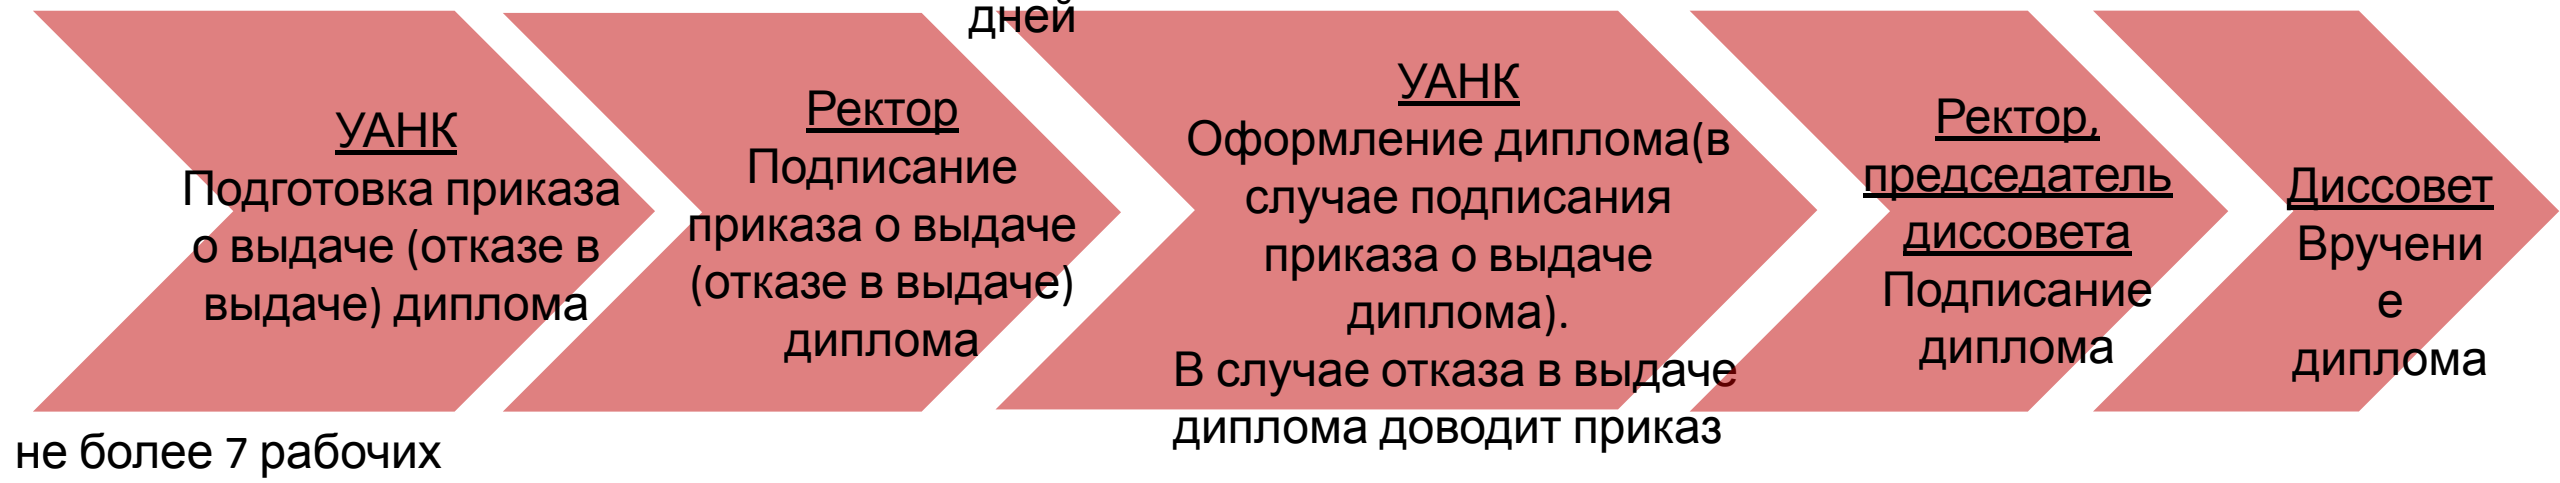 дней
УАНК
Подготовка приказа
о выдаче (отказе в
выдаче) диплома
Ректор
Подписание
приказа о выдаче
(отказе в выдаче)
диплома
УАНК
Оформление диплома(в
случае подписания
приказа о выдаче
диплома).
В случае отказа в выдаче
диплома доводит приказ
Ректор,
председатель
диссовета
Подписание
диплома
Диссовет
Вручени
е
диплома
не более 7 рабочих